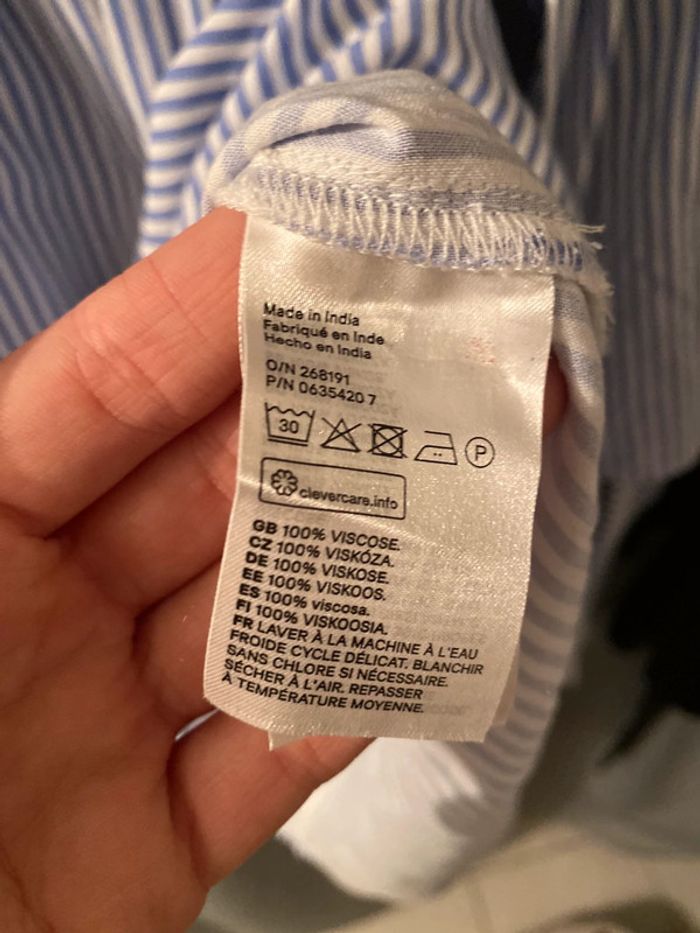 Made in India
Fabriqué en Inde
Hecho en India
O/N 268191
P/N 0635420 7
30 P
clevercare.info
GB 100% VISCOSE.
CZ 100% VISKÓZA.
DE 100% VISKOSE.
EE 100% VISKOOS.
ES 100% viscosa.
FI 100% VISKOOSIA.
FR LAVER À LA MACHINE À L'EAU
FROIDE CYCLE DÉLICAT. BLANCHIR
SANS CHLORE SI NÉCESSAIRE.
SÉCHER À L'AIR. REPASSER
À TEMPÉRATURE MOYENNE.